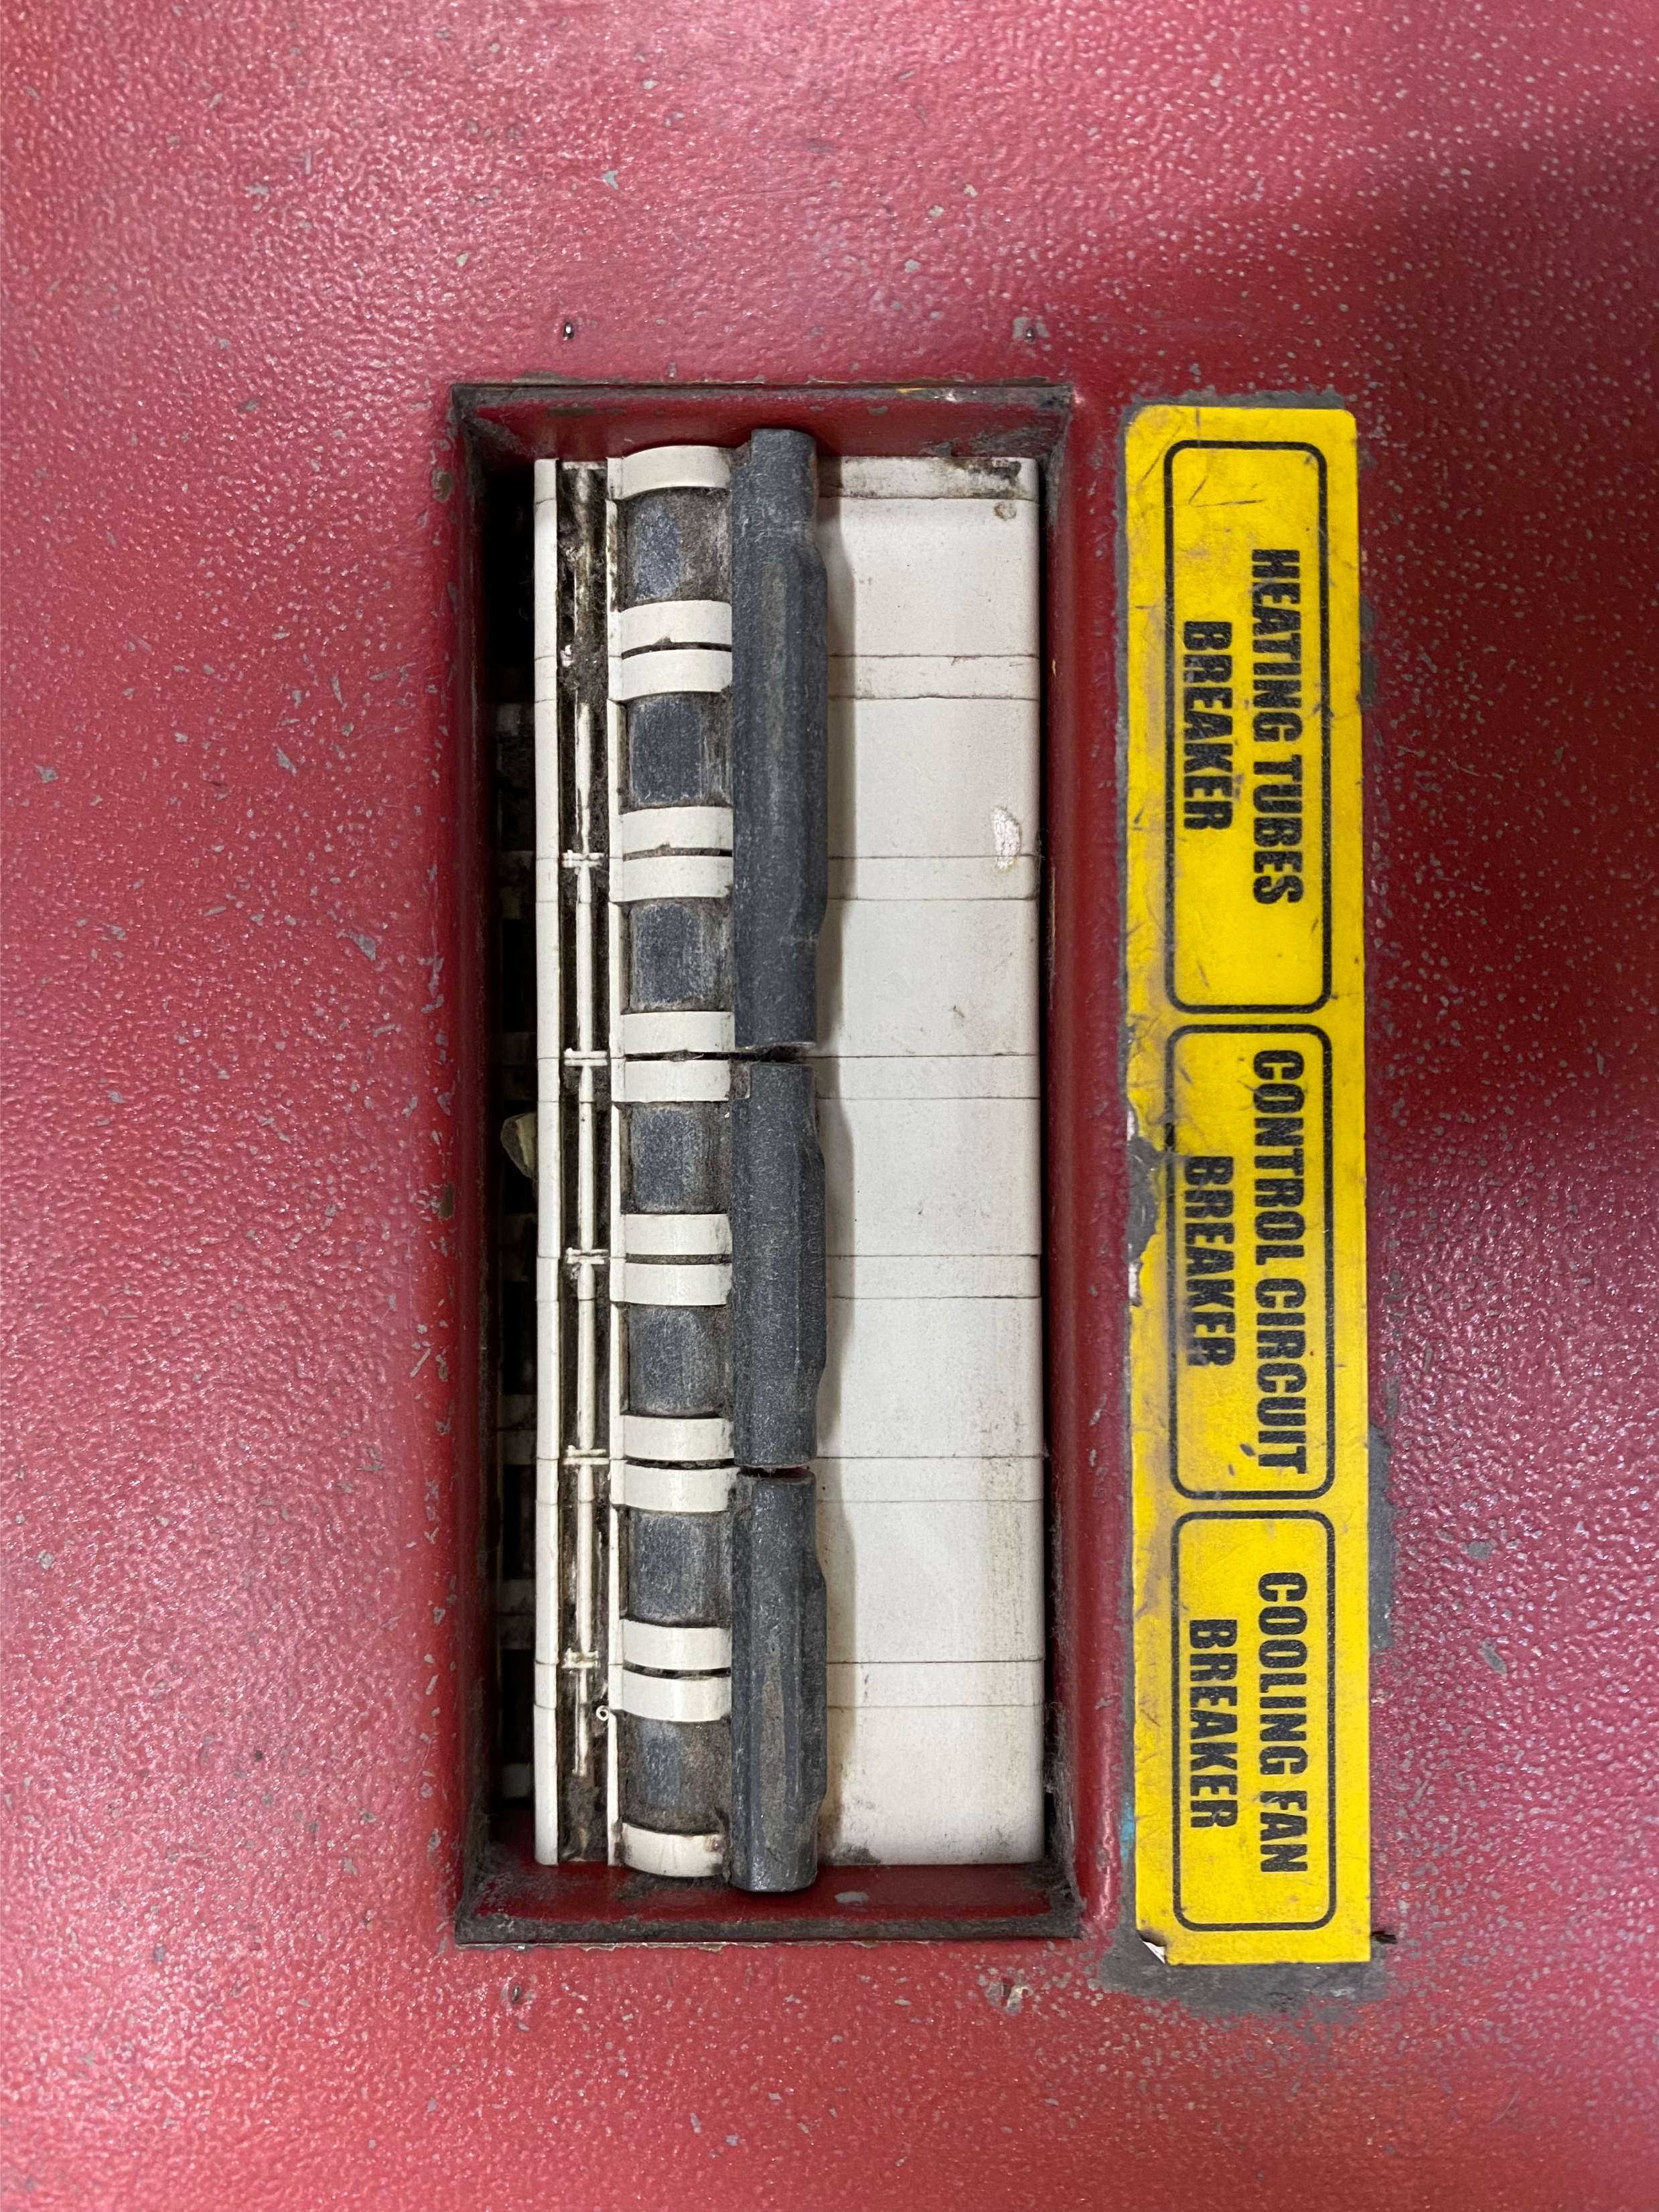 HEATING TUBES
BREAKER
CONTROL CIRCUIT
BREAKER
COOLING FAN
BREAKER